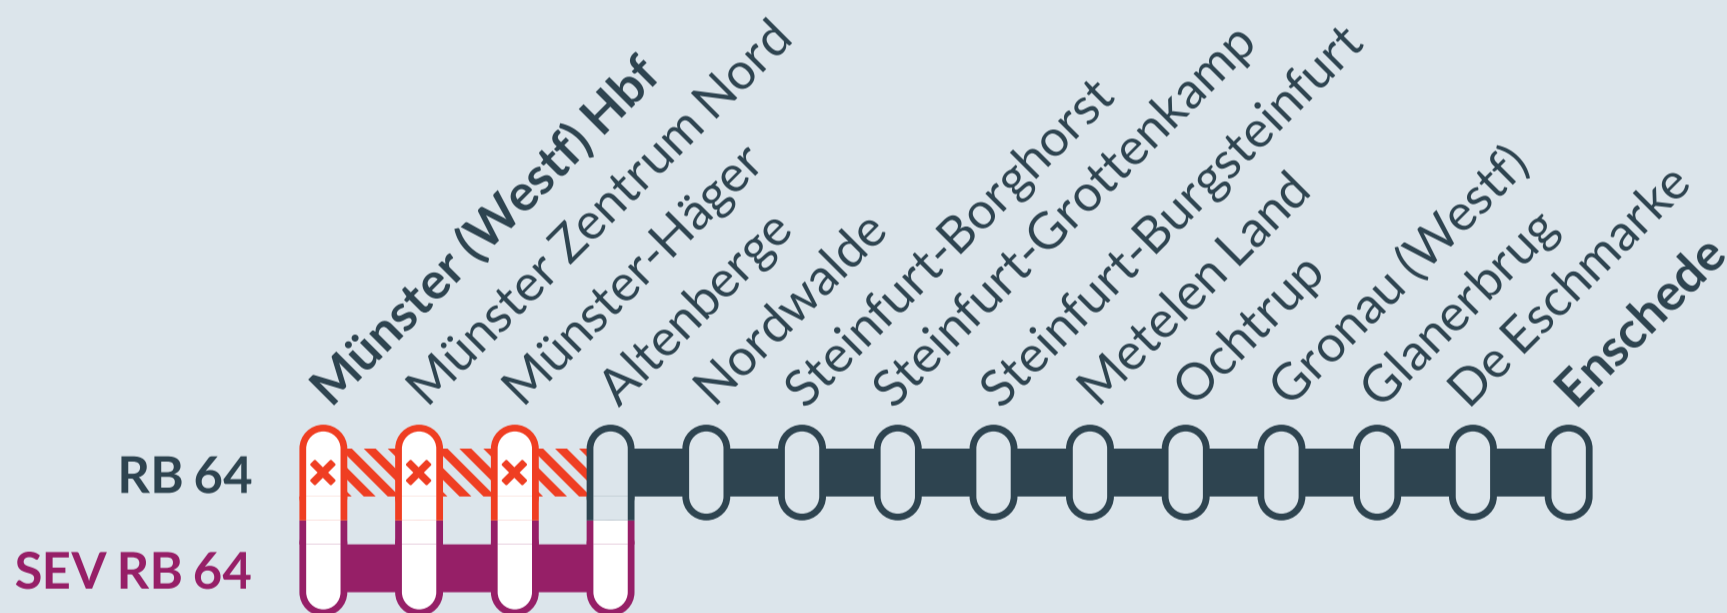 Münster (Westf) Hbf
Münster Zentrum Nord
Münster-Häger
Altenberge
Nordwalde
Steinfurt-Borghorst
Steinfurt-Grottenkamp
Steinfurt-Burgsteinfurt
Metelen Land
Ochtrup
Gronau (Westf)
Glanerbrug
De Eschmarke
Enschede
RB 64
SEV RB 64